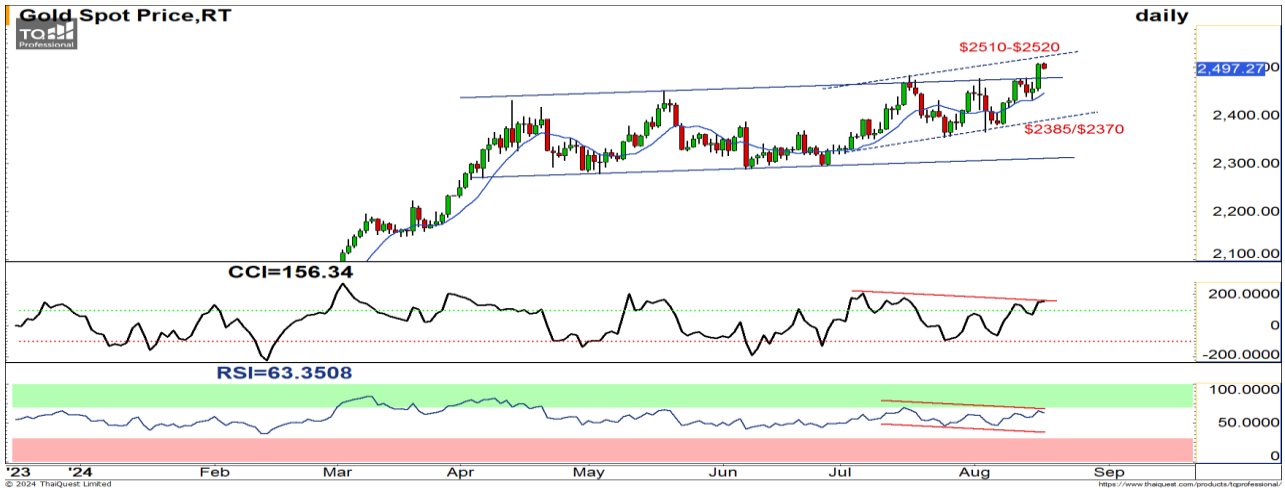 Gold Spot Price,RT
daily
TQ
Professional
$2510-$2520
2,497.27
2,400.00
$2385/$2370
2,300.00
2,200.00
2,100.00
CCI=156.34
200.0000
0
-200.0000
RSI=63.3508
100.0000
50.0000
0
'23 '24 Feb Mar Apr May Jun Jul Aug Sep
© 2024 ThaiQuest Limited
https://www.thaiquest.com/products/tqprofessional/